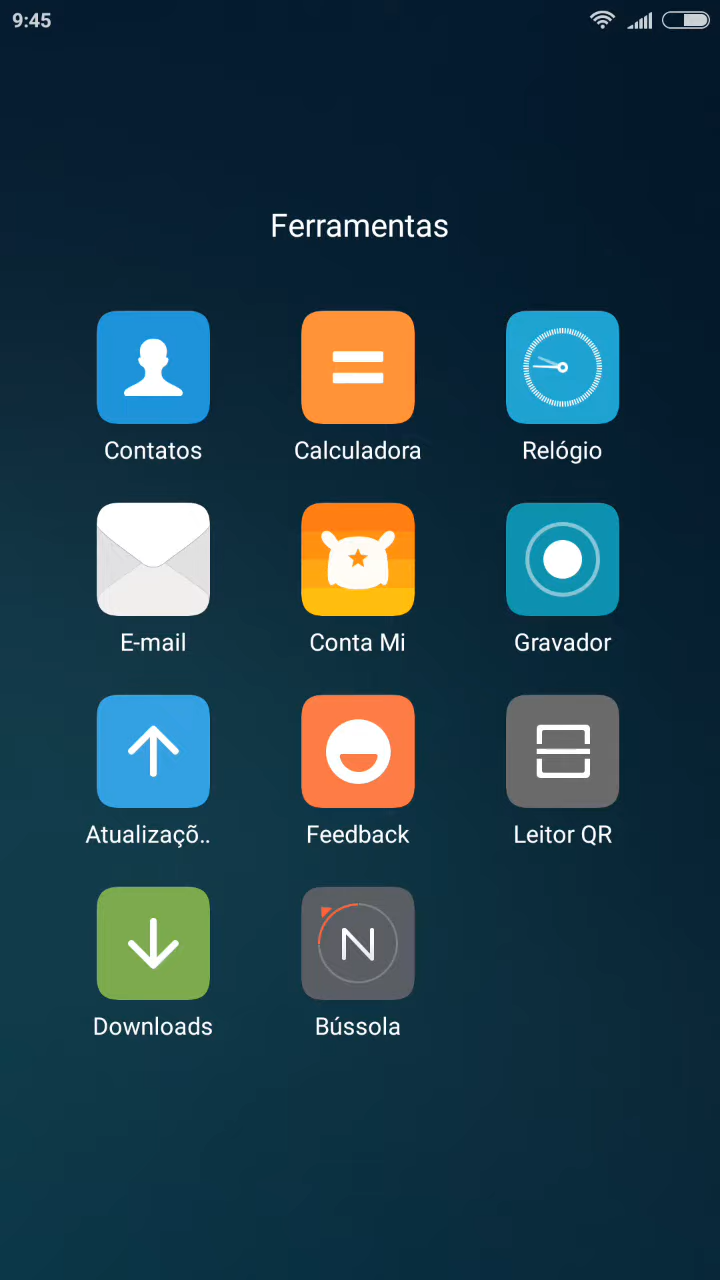 9:45
Ferramentas
Contatos
Calculadora
Relógio
E-mail
Conta Mi
Gravador
Atualizaçõ..
Feedback
Leitor QR
N
Downloads
Bússola